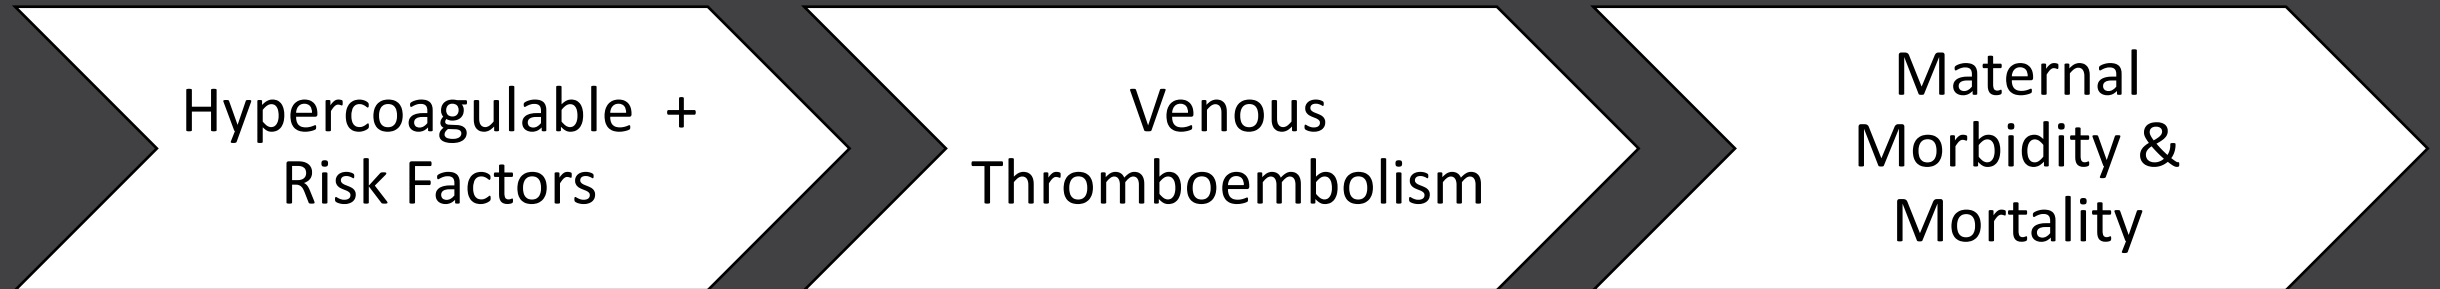 Hypercoagulable +
Risk Factors
Venous
Thromboembolism
Maternal
Morbidity &
Mortality